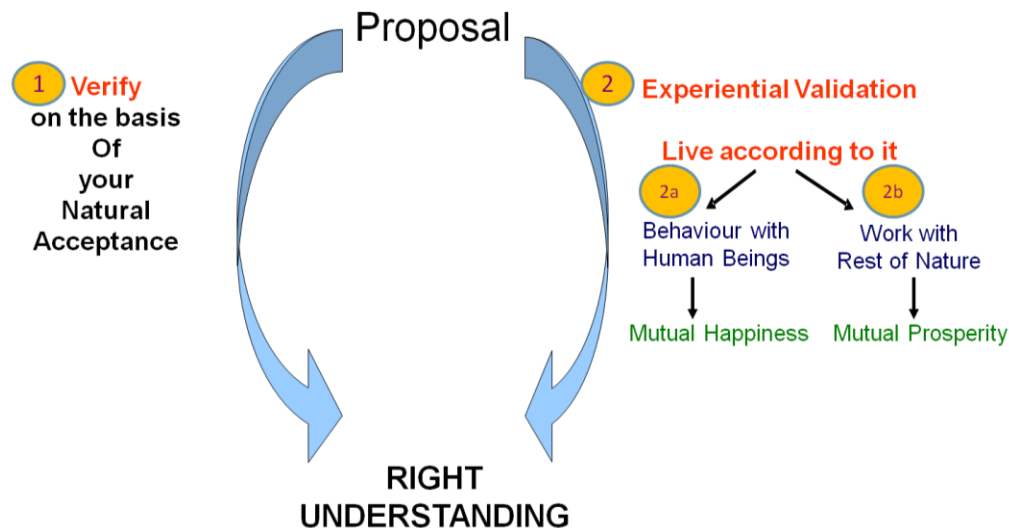 Proposal
1 Verify
on the basis
Of
your
Natural
Acceptance
2 Experiential Validation
Live according to it
2a
Behaviour with
Human Beings
Mutual Happiness
2b
Work with
Rest of Nature
Mutual Prosperity
RIGHT
UNDERSTANDING